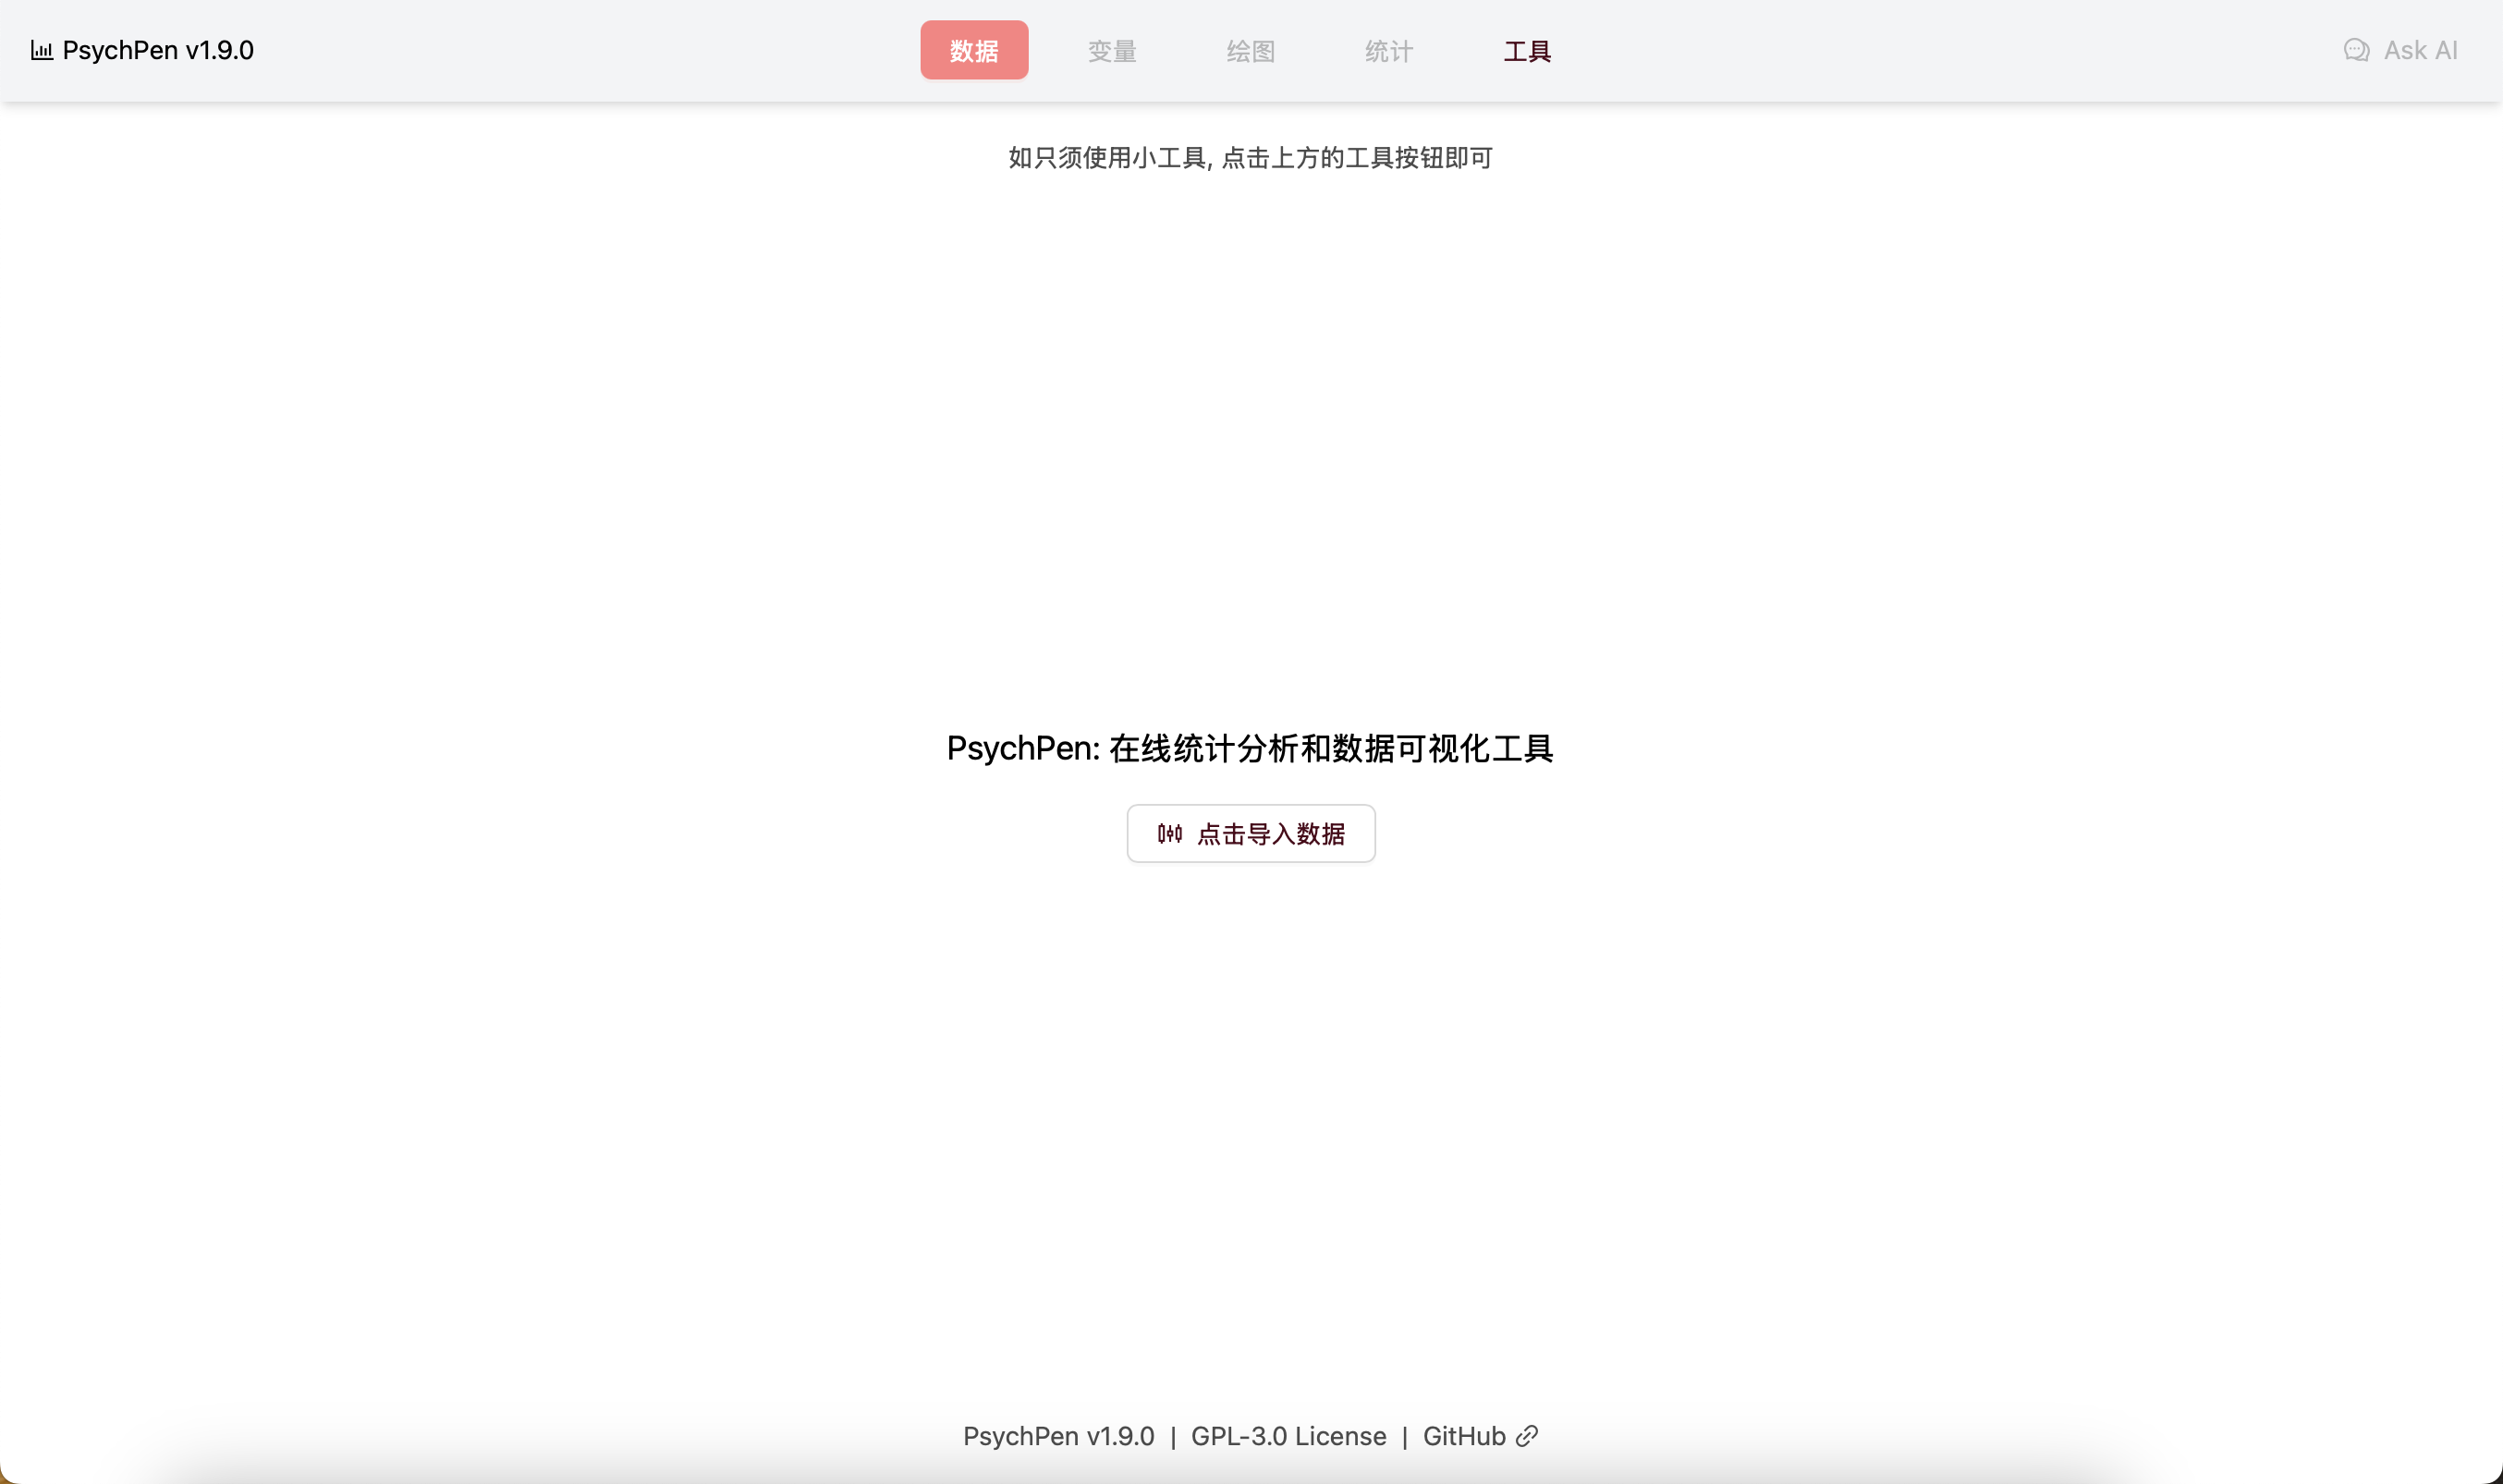 PsychPen v1.9.0
数据 变量 绘图 统计 工具
Ask AI
如只须使用小工具, 点击上方的工具按钮即可
PsychPen: 在线统计分析和数据可视化工具
点击导入数据
PsychPen v1.9.0 | GPL-3.0 License | GitHub